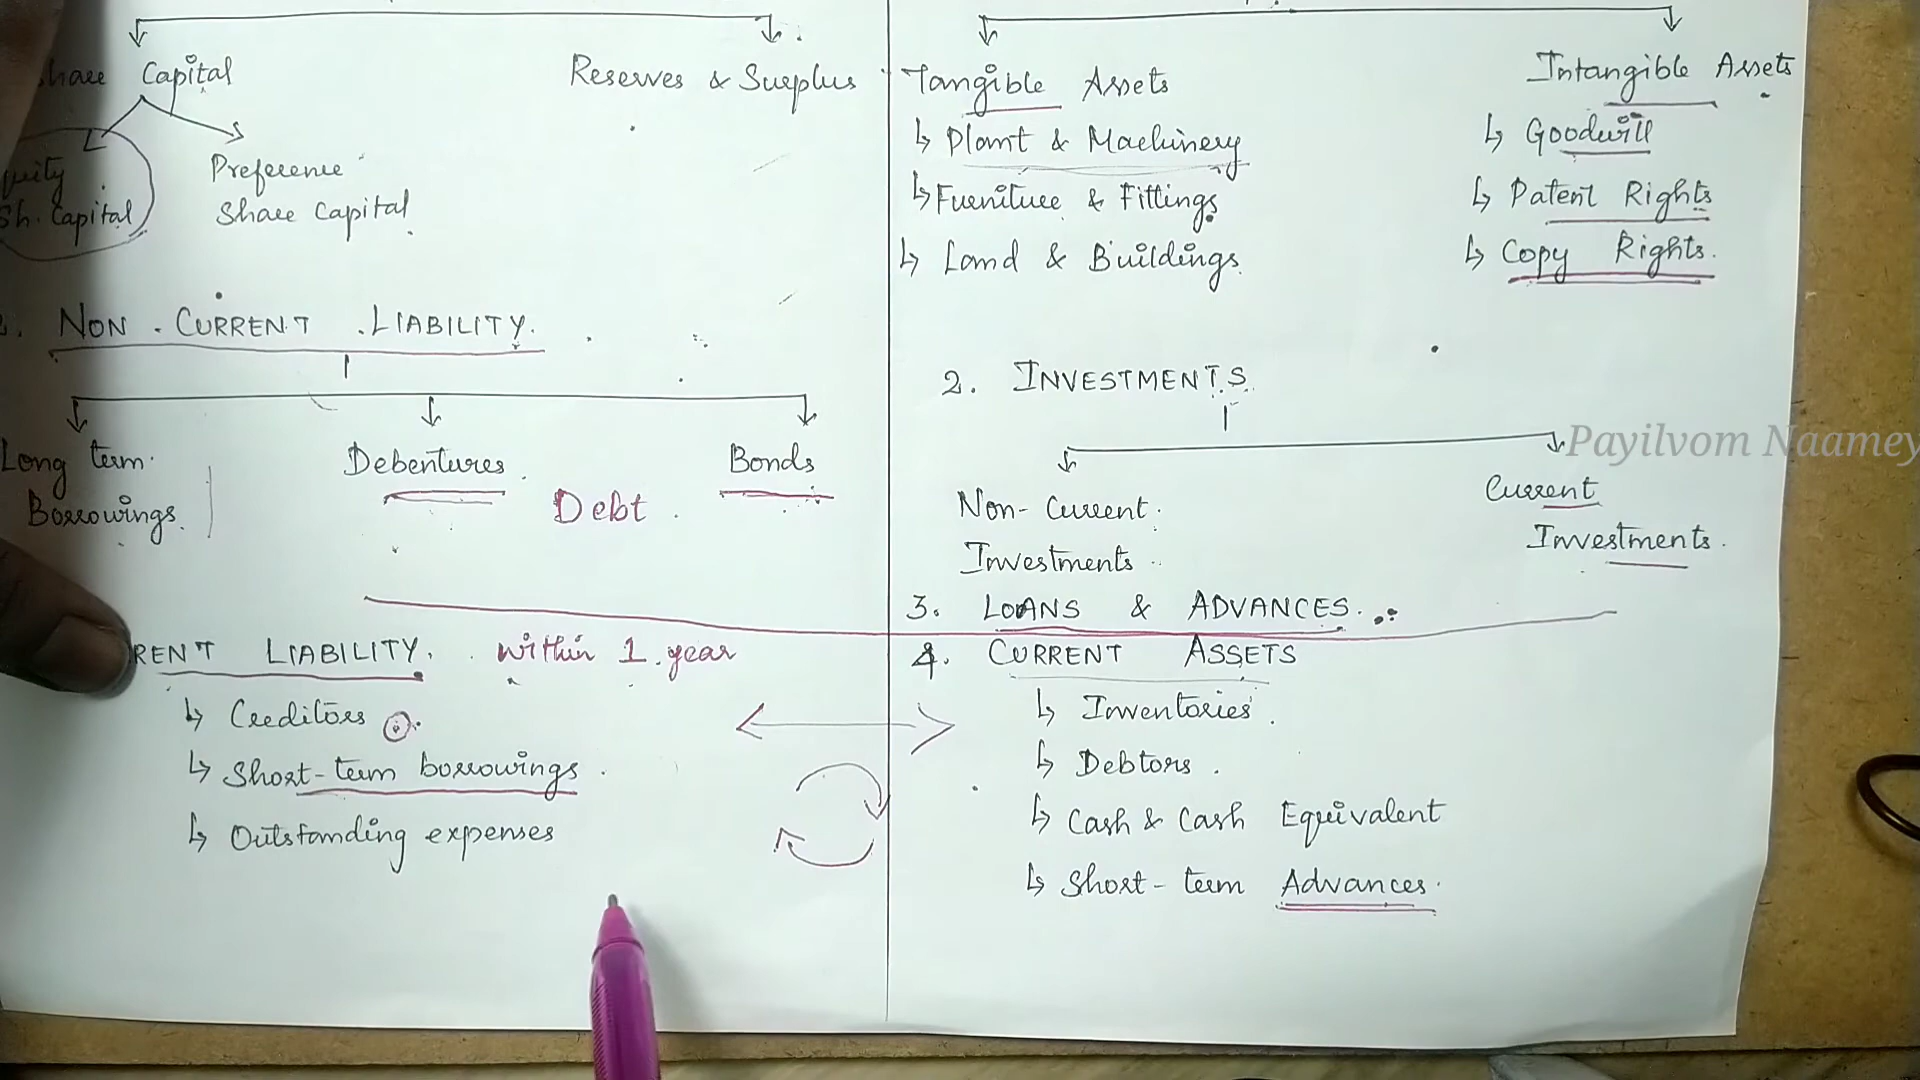 Capital
Reserves & Surplus
Preference
Share Capital
Sh. Capital
NON - CURRENT LIABILITY.
Long term
Borrowings
Debentures
Bonds
Debt
RENT LIABILITY. within 1 year
↳ Creditors
↳ Short-term borrowings
↳ Outstanding expenses
Tangible Assets
↳ Plant & Machinery
↳ Furniture & Fittings
↳ Land & Buildings
Intangible Assets
↳ Goodwill
↳ Patent Rights
↳ Copy Rights.
2. INVESTMENTS
Non-Current
Investments
Current
Investments.
3. LOANS & ADVANCES.
4. CURRENT ASSETS
↳ Inventories
↳ Debtors
↳ Cash & Cash Equivalent
↳ Short-term Advances.
Payilvom Naamey